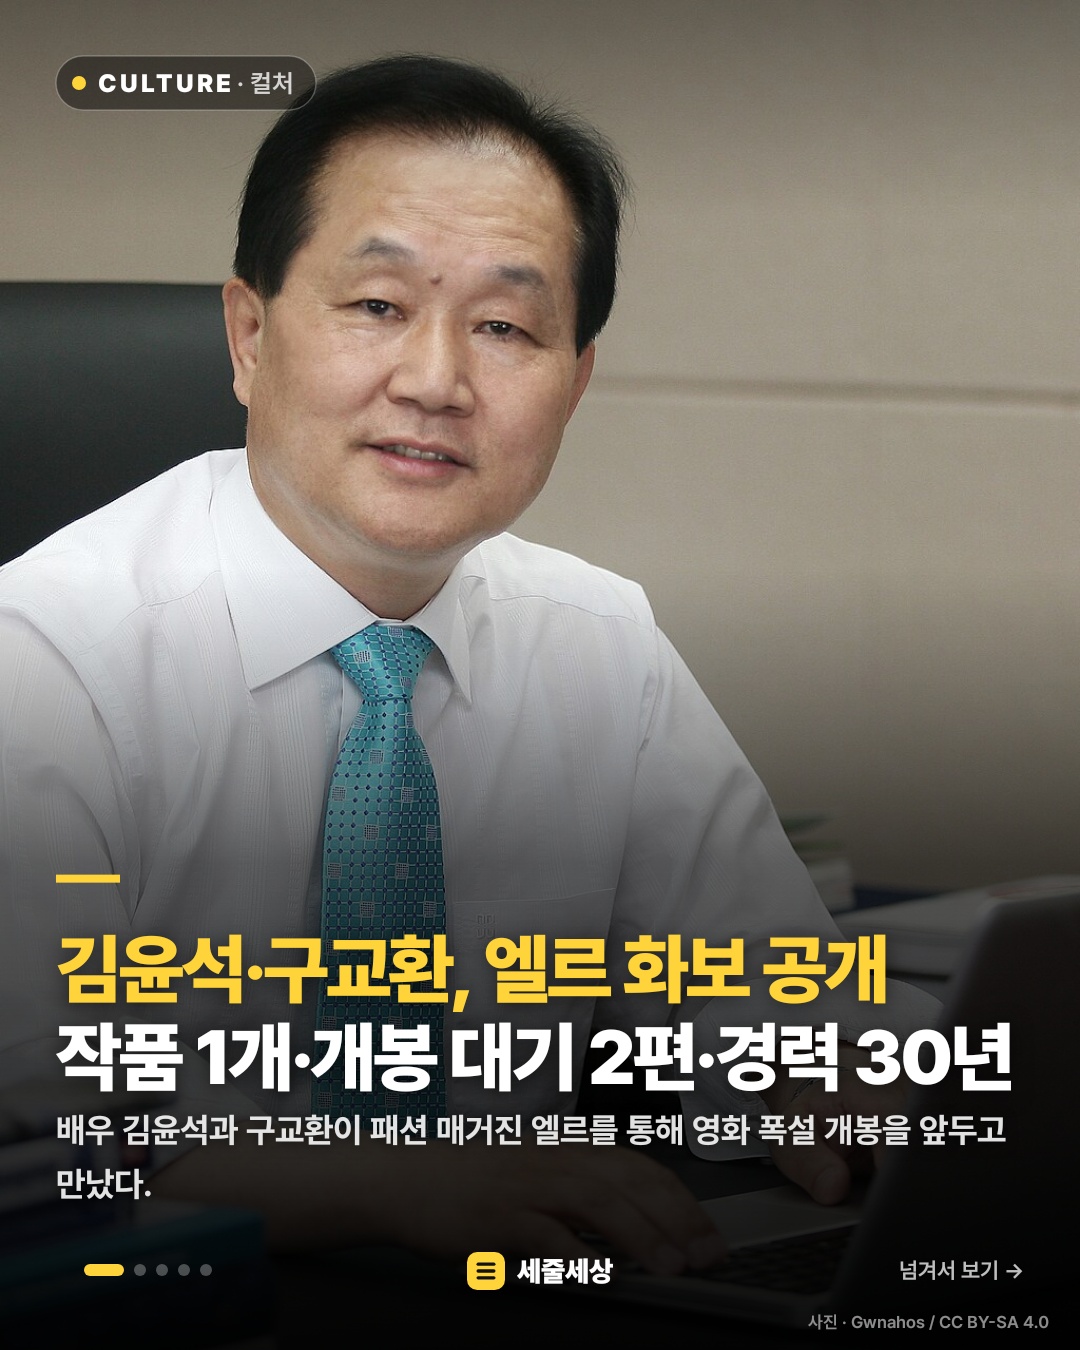 CULTURE · 컬처
김윤석·구교환, 엘르 화보 공개
작품 1개·개봉 대기 2편·경력 30년
배우 김윤석과 구교환이 패션 매거진 엘르를 통해 영화 폭설 개봉을 앞두고
만났다.
세줄세상
넘겨서 보기 →
사진 · Gwnahos / CC BY-SA 4.0